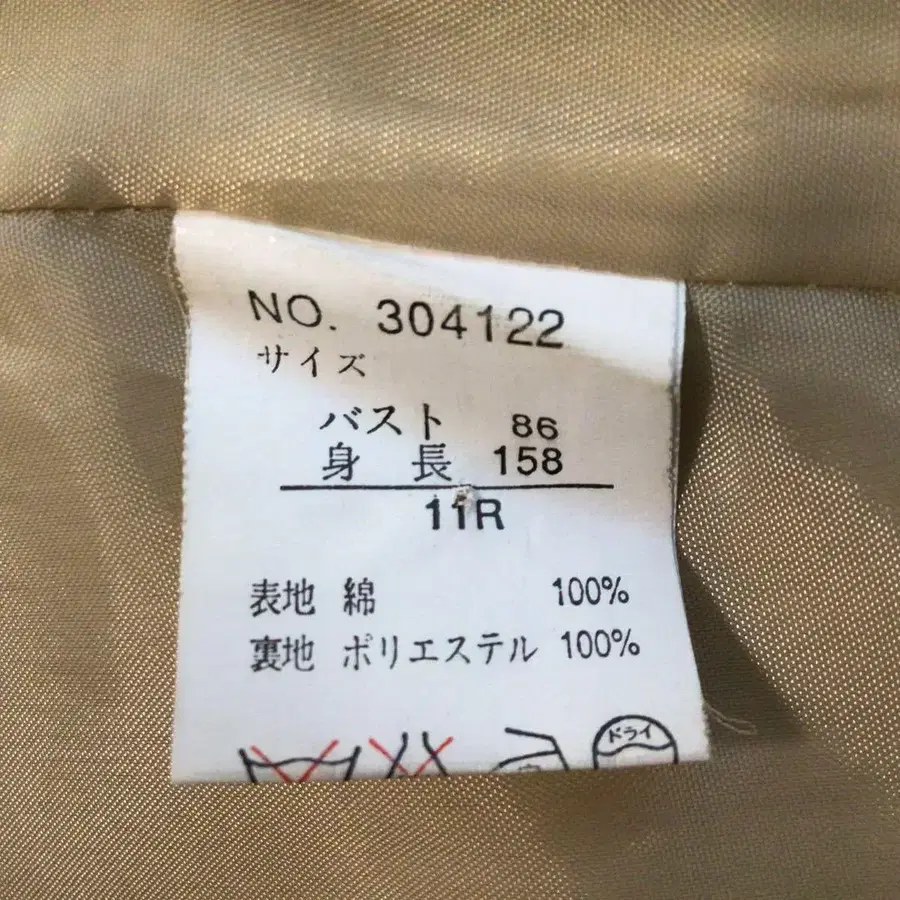 NO. 304122
サイズ
バスト 86
身 長 158
11R
表地 綿 100%
裏地 ポリエステル 100%
ドライ